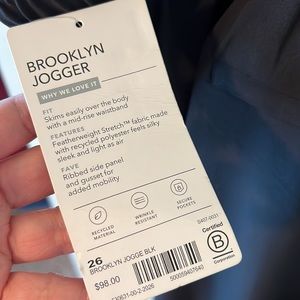 BROOKLYN
JOGGER
WHY WE LOVE IT
FIT
Skims easily over the body
with a mid-rise waistband
FEATURES
Featherweight Stretch™ fabric made
with recycled polyester feels silky
sleek and light as air
FAVE
Ribbed side panel
and gusset for
added mobility
RECYCLED
MATERIAL
WRINKLE
RESISTANT
SECURE
POCKETS
26
BROOKLYN JOGGE BLK
$98.00
500059407640
Certified
B
Corporation